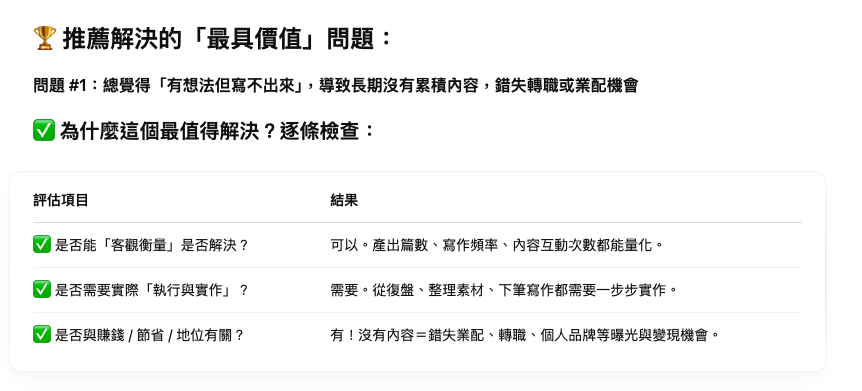 🏆 推薦解決的「最具價值」問題：
問題 #1：總覺得「有想法但寫不出來」，導致長期沒有累積內容，錯失轉職或業配機會
✅ 為什麼這個最值得解決？逐條檢查：
評估項目 結果
✅ 是否能「客觀衡量」是否解決？ 可以。產出篇數、寫作頻率、內容互動次數都能量化。
✅ 是否需要實際「執行與實作」？ 需要。從復盤、整理素材、下筆寫作都需要一步步實作。
✅ 是否與賺錢 / 節省 / 地位有關？ 有！沒有內容＝錯失業配、轉職、個人品牌等曝光與變現機會。